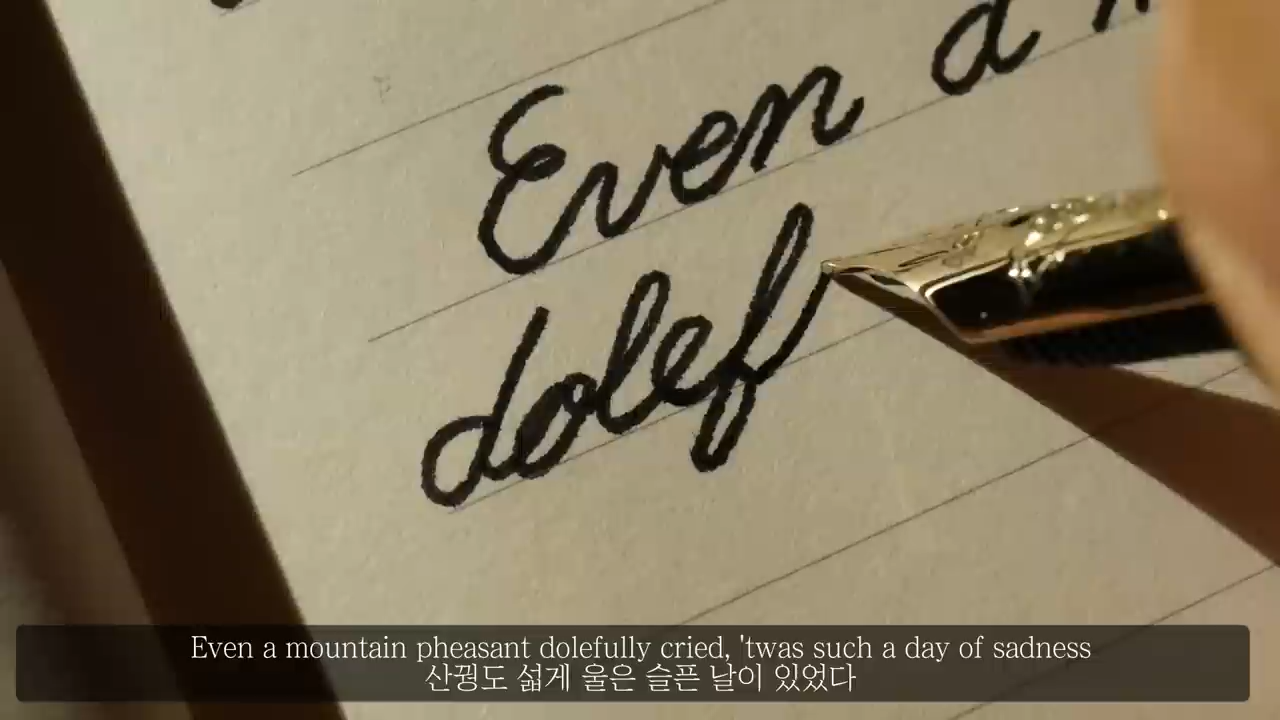 Even a
dolef
Even a mountain pheasant dolefully cried, 'twas such a day of sadness
산꿩도 섧게 울은 슬픈 날이 있었다